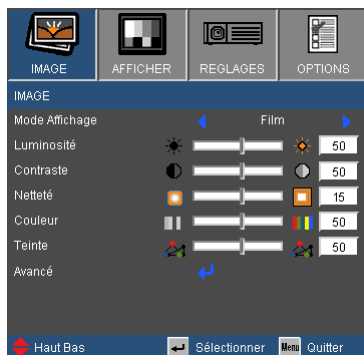 IMAGE AFFICHER REGLAGES OPTIONS
IMAGE
Mode Affichage Film
Luminosité 50
Contraste 50
Netteté 15
Couleur 50
Teinte 50
Avancé
Haut Bas Sélectionner Menu Quitter